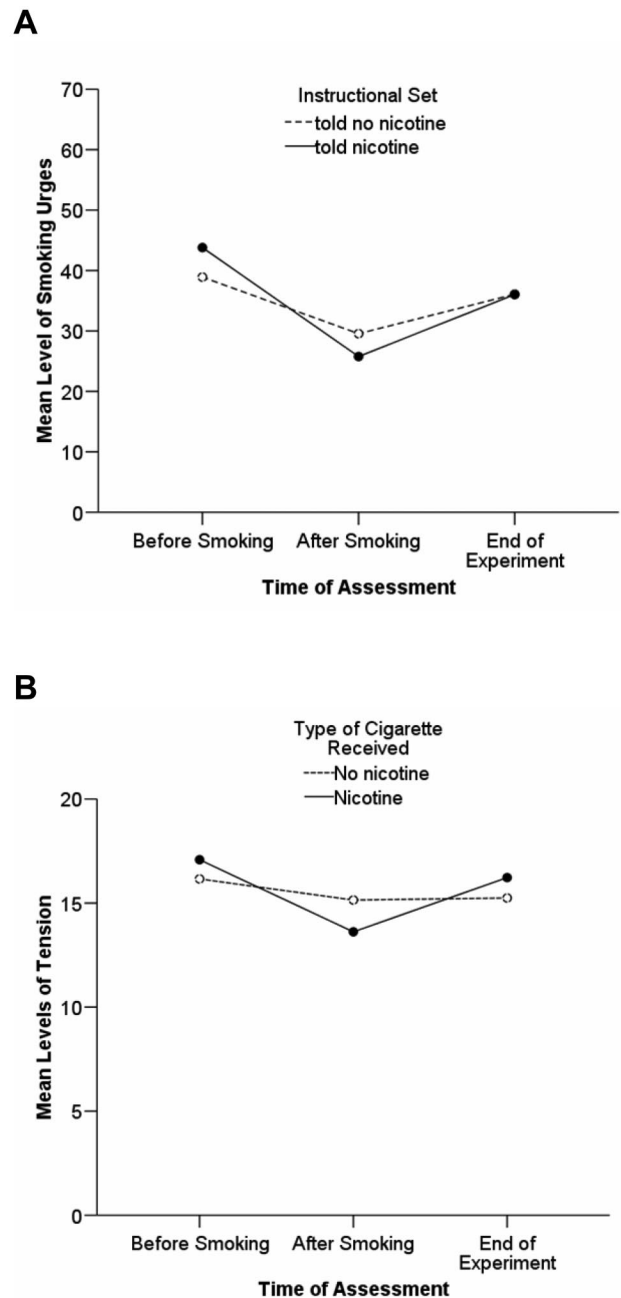 A
Instructional Set
told no nicotine
told nicotine
70
60
50
40
30
20
10
0
Mean Level of Smoking Urges
Before Smoking
After Smoking
End of
Experiment
Time of Assessment
B
Type of Cigarette
Received
No nicotine
Nicotine
20
15
10
5
0
Mean Levels of Tension
Before Smoking
After Smoking
End of
Experiment
Time of Assessment